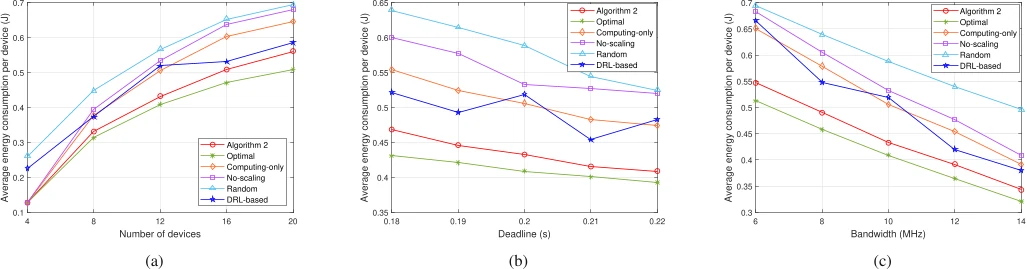 Average energy consumption per device (J)
0.7
0.6
0.5
0.4
0.3
0.2
0.1
Algorithm 2
Optimal
Computing-only
No-scaling
Random
DRL-based
4 8 12 16 20
Number of devices
(a)
Average energy consumption per device (J)
0.65
0.6
0.55
0.5
0.45
0.4
0.35
Algorithm 2
Optimal
Computing-only
No-scaling
Random
DRL-based
0.18 0.19 0.2 0.21 0.22
Deadline (s)
(b)
Average energy consumption per device (J)
0.7
0.65
0.6
0.55
0.5
0.45
0.4
0.35
0.3
Algorithm 2
Optimal
Computing-only
No-scaling
Random
DRL-based
6 8 10 12 14
Bandwidth (MHz)
(c)